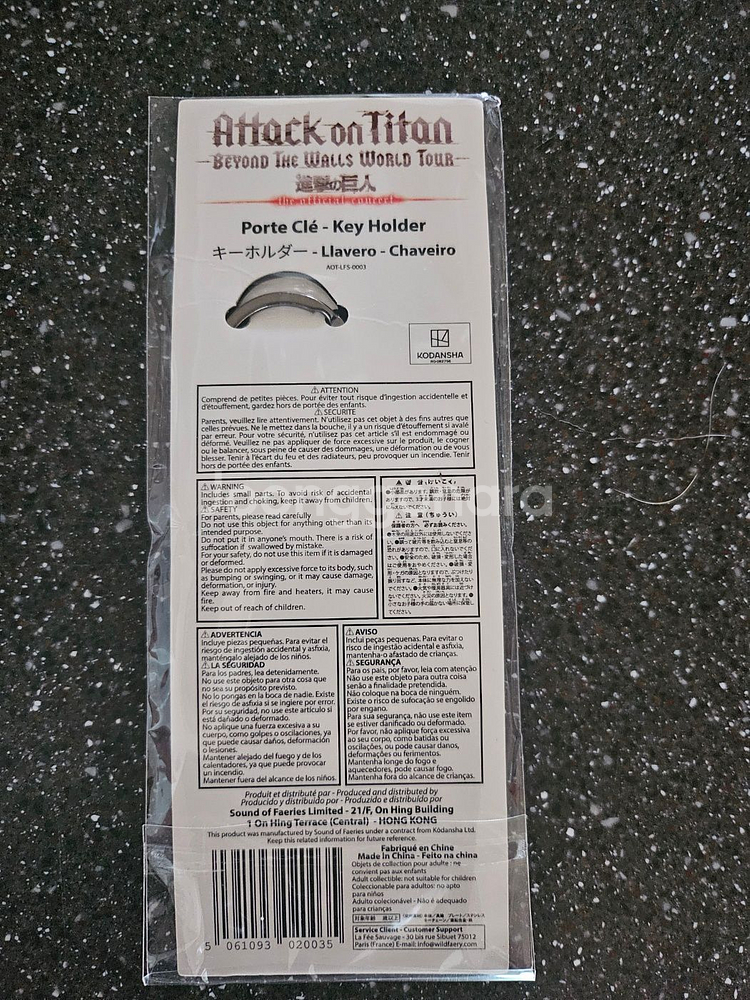 Attack on Titan
BEYOND THE WALLS WORLD TOUR
進撃の巨人
the official concert
Porte Clé - Key Holder
キーホルダー - Llavero - Chaveiro
AOT-LFS-0003
KODANSHA
⚠ ATTENTION
Comprend de petites pièces. Pour éviter tout risque d'ingestion accidentelle et
d'étouffement, gardez hors de portée des enfants.
⚠ SECURITE
Parents, veuillez lire attentivement. N'utilisez pas cet objet à des fins autres que
celles prévues. Ne le mettez dans la bouche, il y a un risque d'étouffement si avalé
par erreur. Pour votre sécurité, n'utilisez pas cet article s'il est endommagé ou
déformé. Veuillez ne pas appliquer de force excessive sur le produit, le cogner
ou le balancer, sous peine de causer des dommages, une déformation ou de vous
blesser. Tenir à l'écart du feu et des radiateurs, peu provoquer un incendie. Tenir
hors de portée des enfants.
⚠ WARNING
Includes small parts. To avoid risk of accidental
ingestion and choking, keep it away from children.
⚠ SAFETY
For parents, please read carefully
Do not use this object for anything other than its
intended purpose.
Do not put it in anyone's mouth. There is a risk of
suffocation if swallowed by mistake.
For your safety, do not use this item if it is damaged
or deformed.
Please do not apply excessive force to its body, such
as bumping or swinging, or it may cause damage,
deformation, or injury.
Keep away from fire and heaters, it may cause
fire.
Keep out of reach of children.
⚠ 警 告 (けいこく)
⚠ 注 意 (ちゅうい)
保護者の方へ 必ずお読みください。
⚠ ADVERTENCIA
Incluye piezas pequeñas. Para evitar el
riesgo de ingestión accidental y asfixia,
manténgalo alejado de los niños.
⚠ LA SEGURIDAD
Para los padres, lea detenidamente.
No use este objeto para otra cosa que
no sea su propósito previsto.
No lo pongas en la boca de nadie. Existe
el riesgo de asfixia si se ingiere por error.
Por su seguridad, no use este artículo si
está dañado o deformado.
No aplique una fuerza excesiva a su
cuerpo, como golpes o oscilaciones, ya
que puede causar daños, deformación
o lesiones.
Mantener alejado del fuego y de los
calentadores, ya que puede provocar
un incendio.
Mantener fuera del alcance de los niños.
⚠ AVISO
Inclui peças pequenas. Para evitar o
risco de ingestão acidental e asfixia,
mantenha-o afastado de crianças.
⚠ SEGURANÇA
Para os pais, por favor, leia com atenção
Não use este objeto para outra coisa
senão a finalidade pretendida.
Não coloque na boca de ninguém.
Existe o risco de sufocação se engolido
por engano.
Para sua segurança, não use este item
se estiver danificado ou deformado.
Por favor, não aplique força excessiva
ao seu corpo, como batidas ou
oscilações, ou pode causar danos,
deformações ou ferimentos.
Mantenha longe do fogo e
aquecedores, pode causar fogo.
Mantenha fora do alcance de crianças.
Produit et distribué par - Produced and distributed by
Producido y distribuido por - Produzido e distribuído por
Sound of Faeries Limited - 21/F, On Hing Building
1 On Hing Terrace (Central) - HONG KONG
This product was manufactured by Sound of Faeries under a contract from Kodansha Ltd.
Keep this related information for future reference.
Fabriqué en Chine
Made in China - Feito na china
Objets de collection pour adulte : ne
convient pas aux enfants
Adult collectible: not suitable for children
Coleccionable para adultos: no apto
para niños
Adulto colecionável - Não é adequado
para crianças
Service Client - Customer Support
La Fée Sauvage - 30 bis rue Sibuet 75012
Paris (France) E-mail: info@wildfaery.com
5 061093 020035